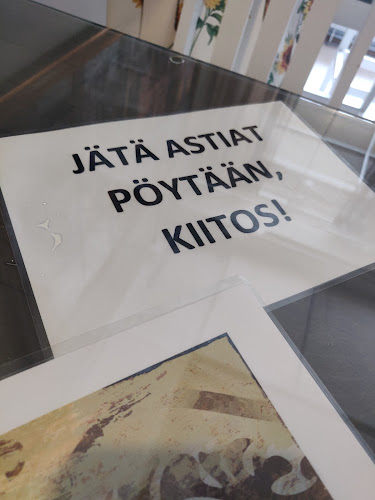 JÄTÄ ASTIAT
PÖYTÄÄN,
KIITOS!